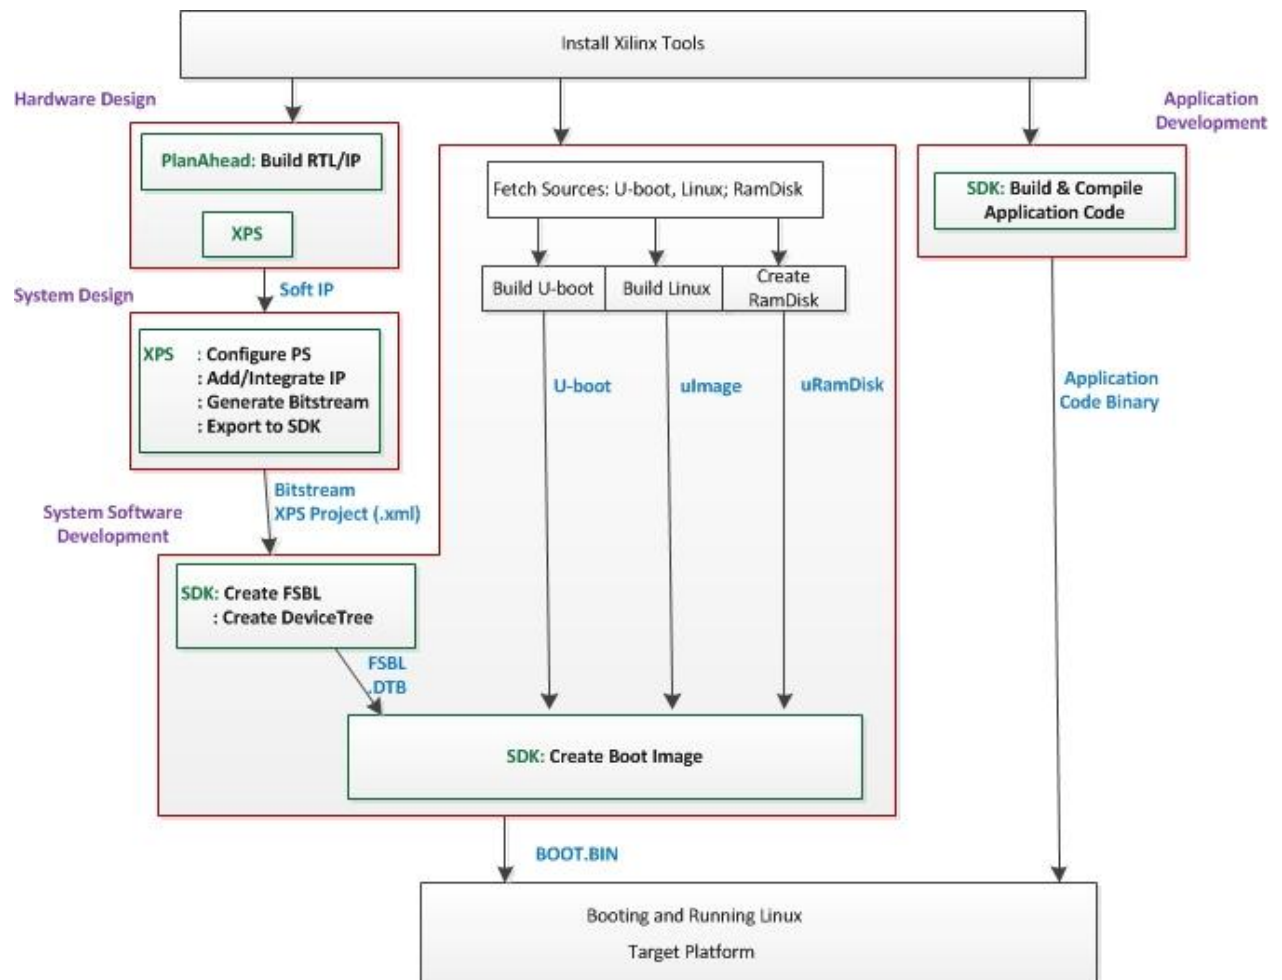 Install Xilinx Tools
Hardware Design
Application
Development
PlanAhead: Build RTL/IP
XPS
Fetch Sources: U-boot, Linux; RamDisk
SDK: Build & Compile
Application Code
Build U-boot
Build Linux
Create
RamDisk
System Design
Soft IP
XPS : Configure PS
: Add/Integrate IP
: Generate Bitstream
: Export to SDK
U-boot
uImage
uRamDisk
Application
Code Binary
Bitstream
XPS Project (.xml)
System Software
Development
SDK: Create FSBL
: Create DeviceTree
FSBL
.DTB
SDK: Create Boot Image
BOOT.BIN
Booting and Running Linux
Target Platform